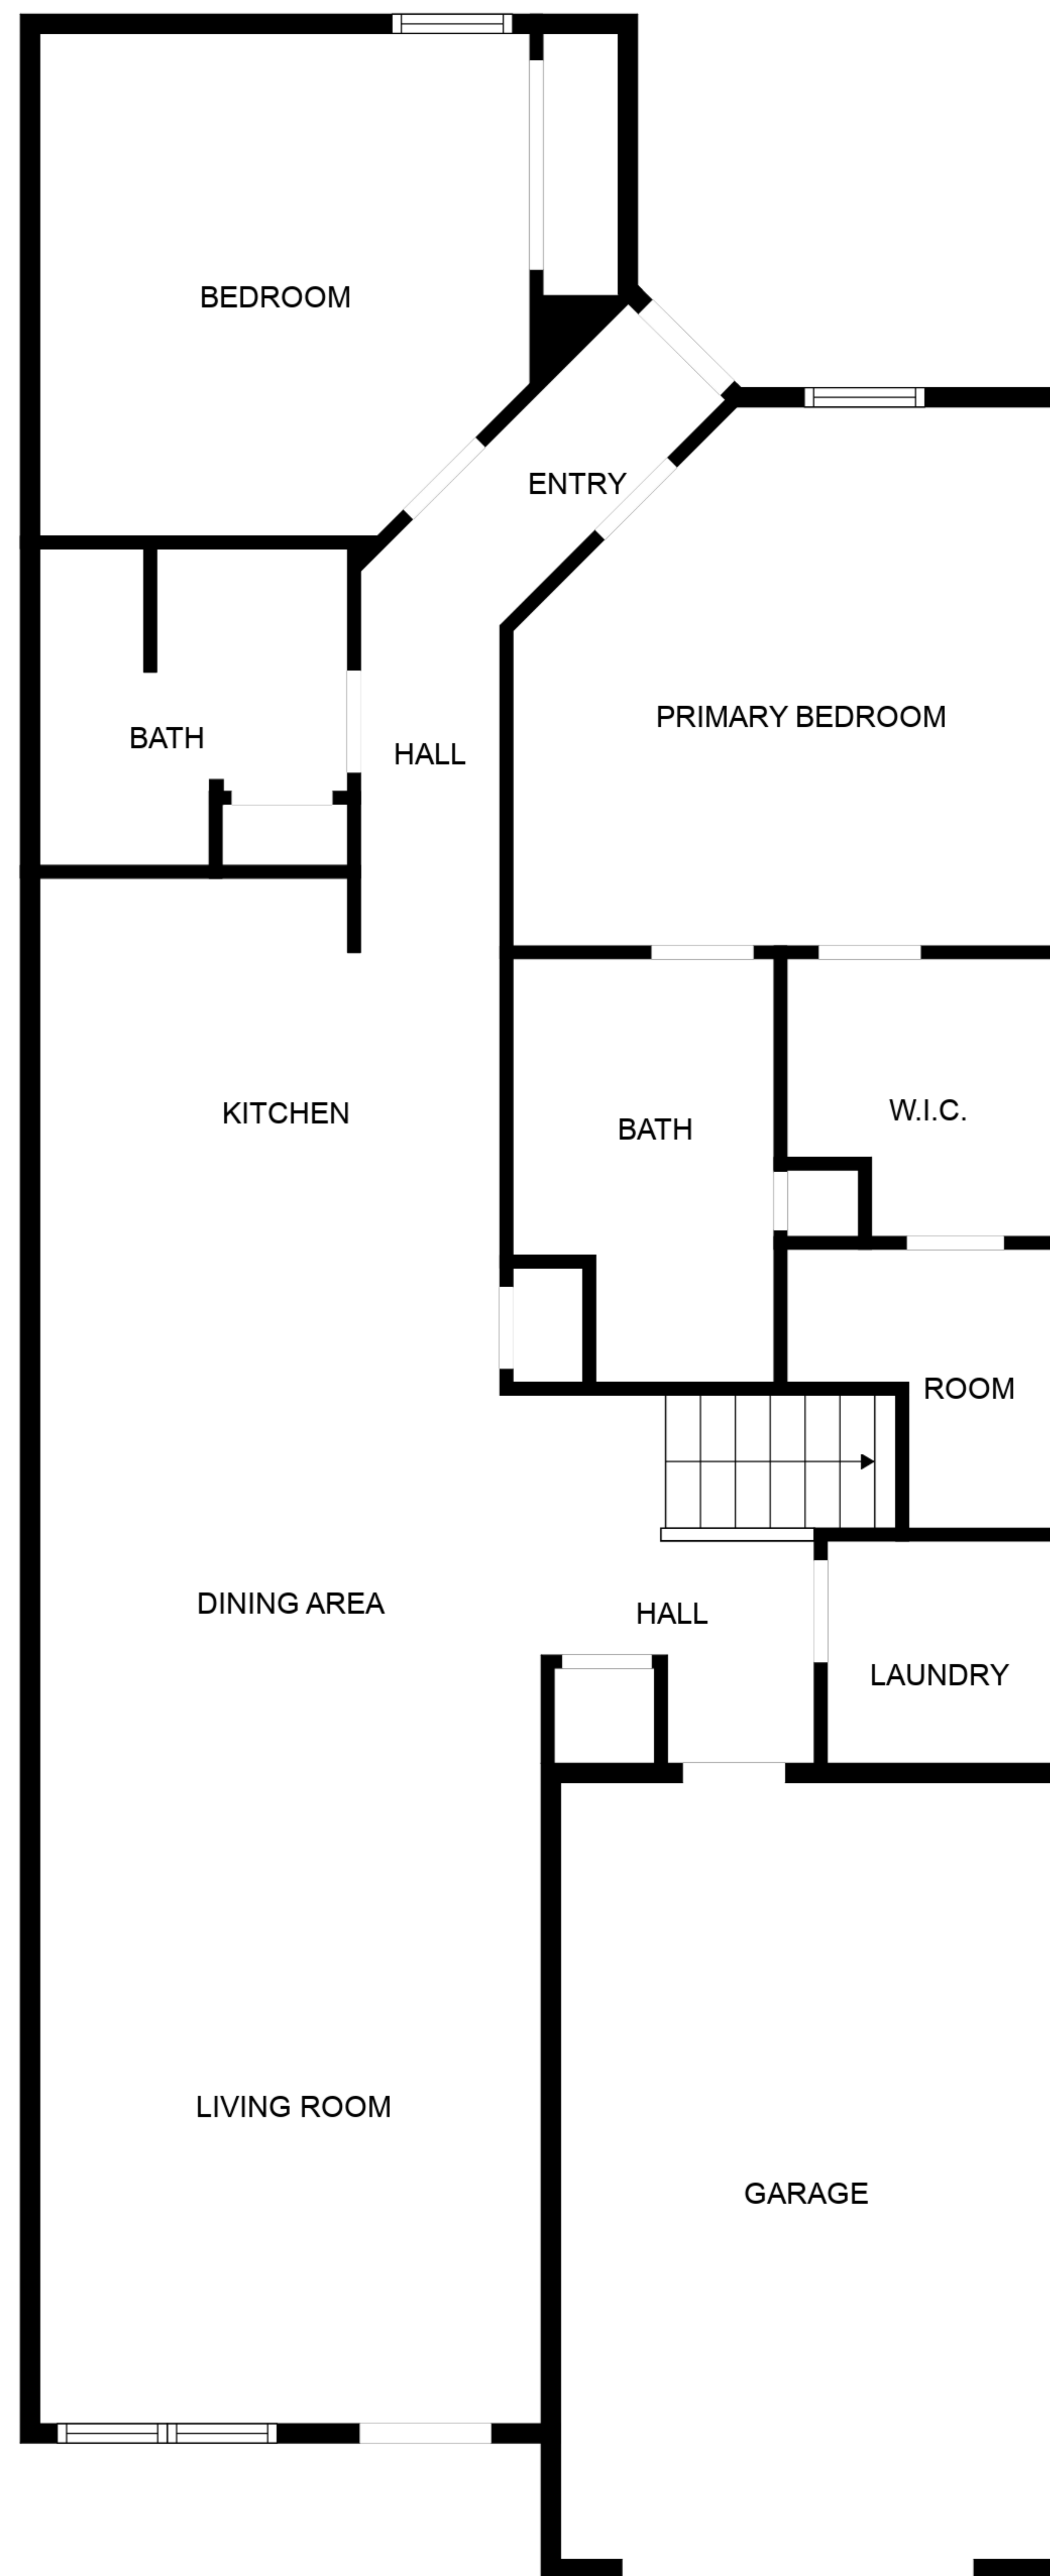 BEDROOM
ENTRY
PRIMARY BEDROOM
BATH
HALL
W.I.C.
KITCHEN
BATH
ROOM
DINING AREA
HALL
LAUNDRY
LIVING ROOM
GARAGE